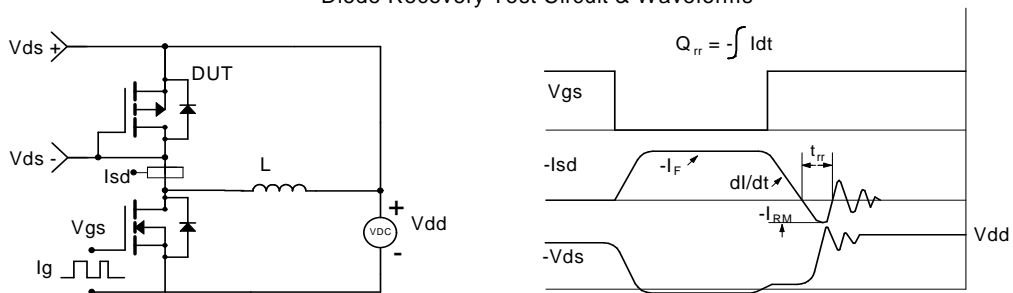 Diode Recovery Test Circuit & Waveforms
Vds +
DUT
Vds -
Isd
L
Vgs
Ig
+
VDC
-
Vdd
Q rr = - ∫ Idt
Vgs
-Isd
-I F
dI/dt
t rr
-I RM
Vdd
-Vds